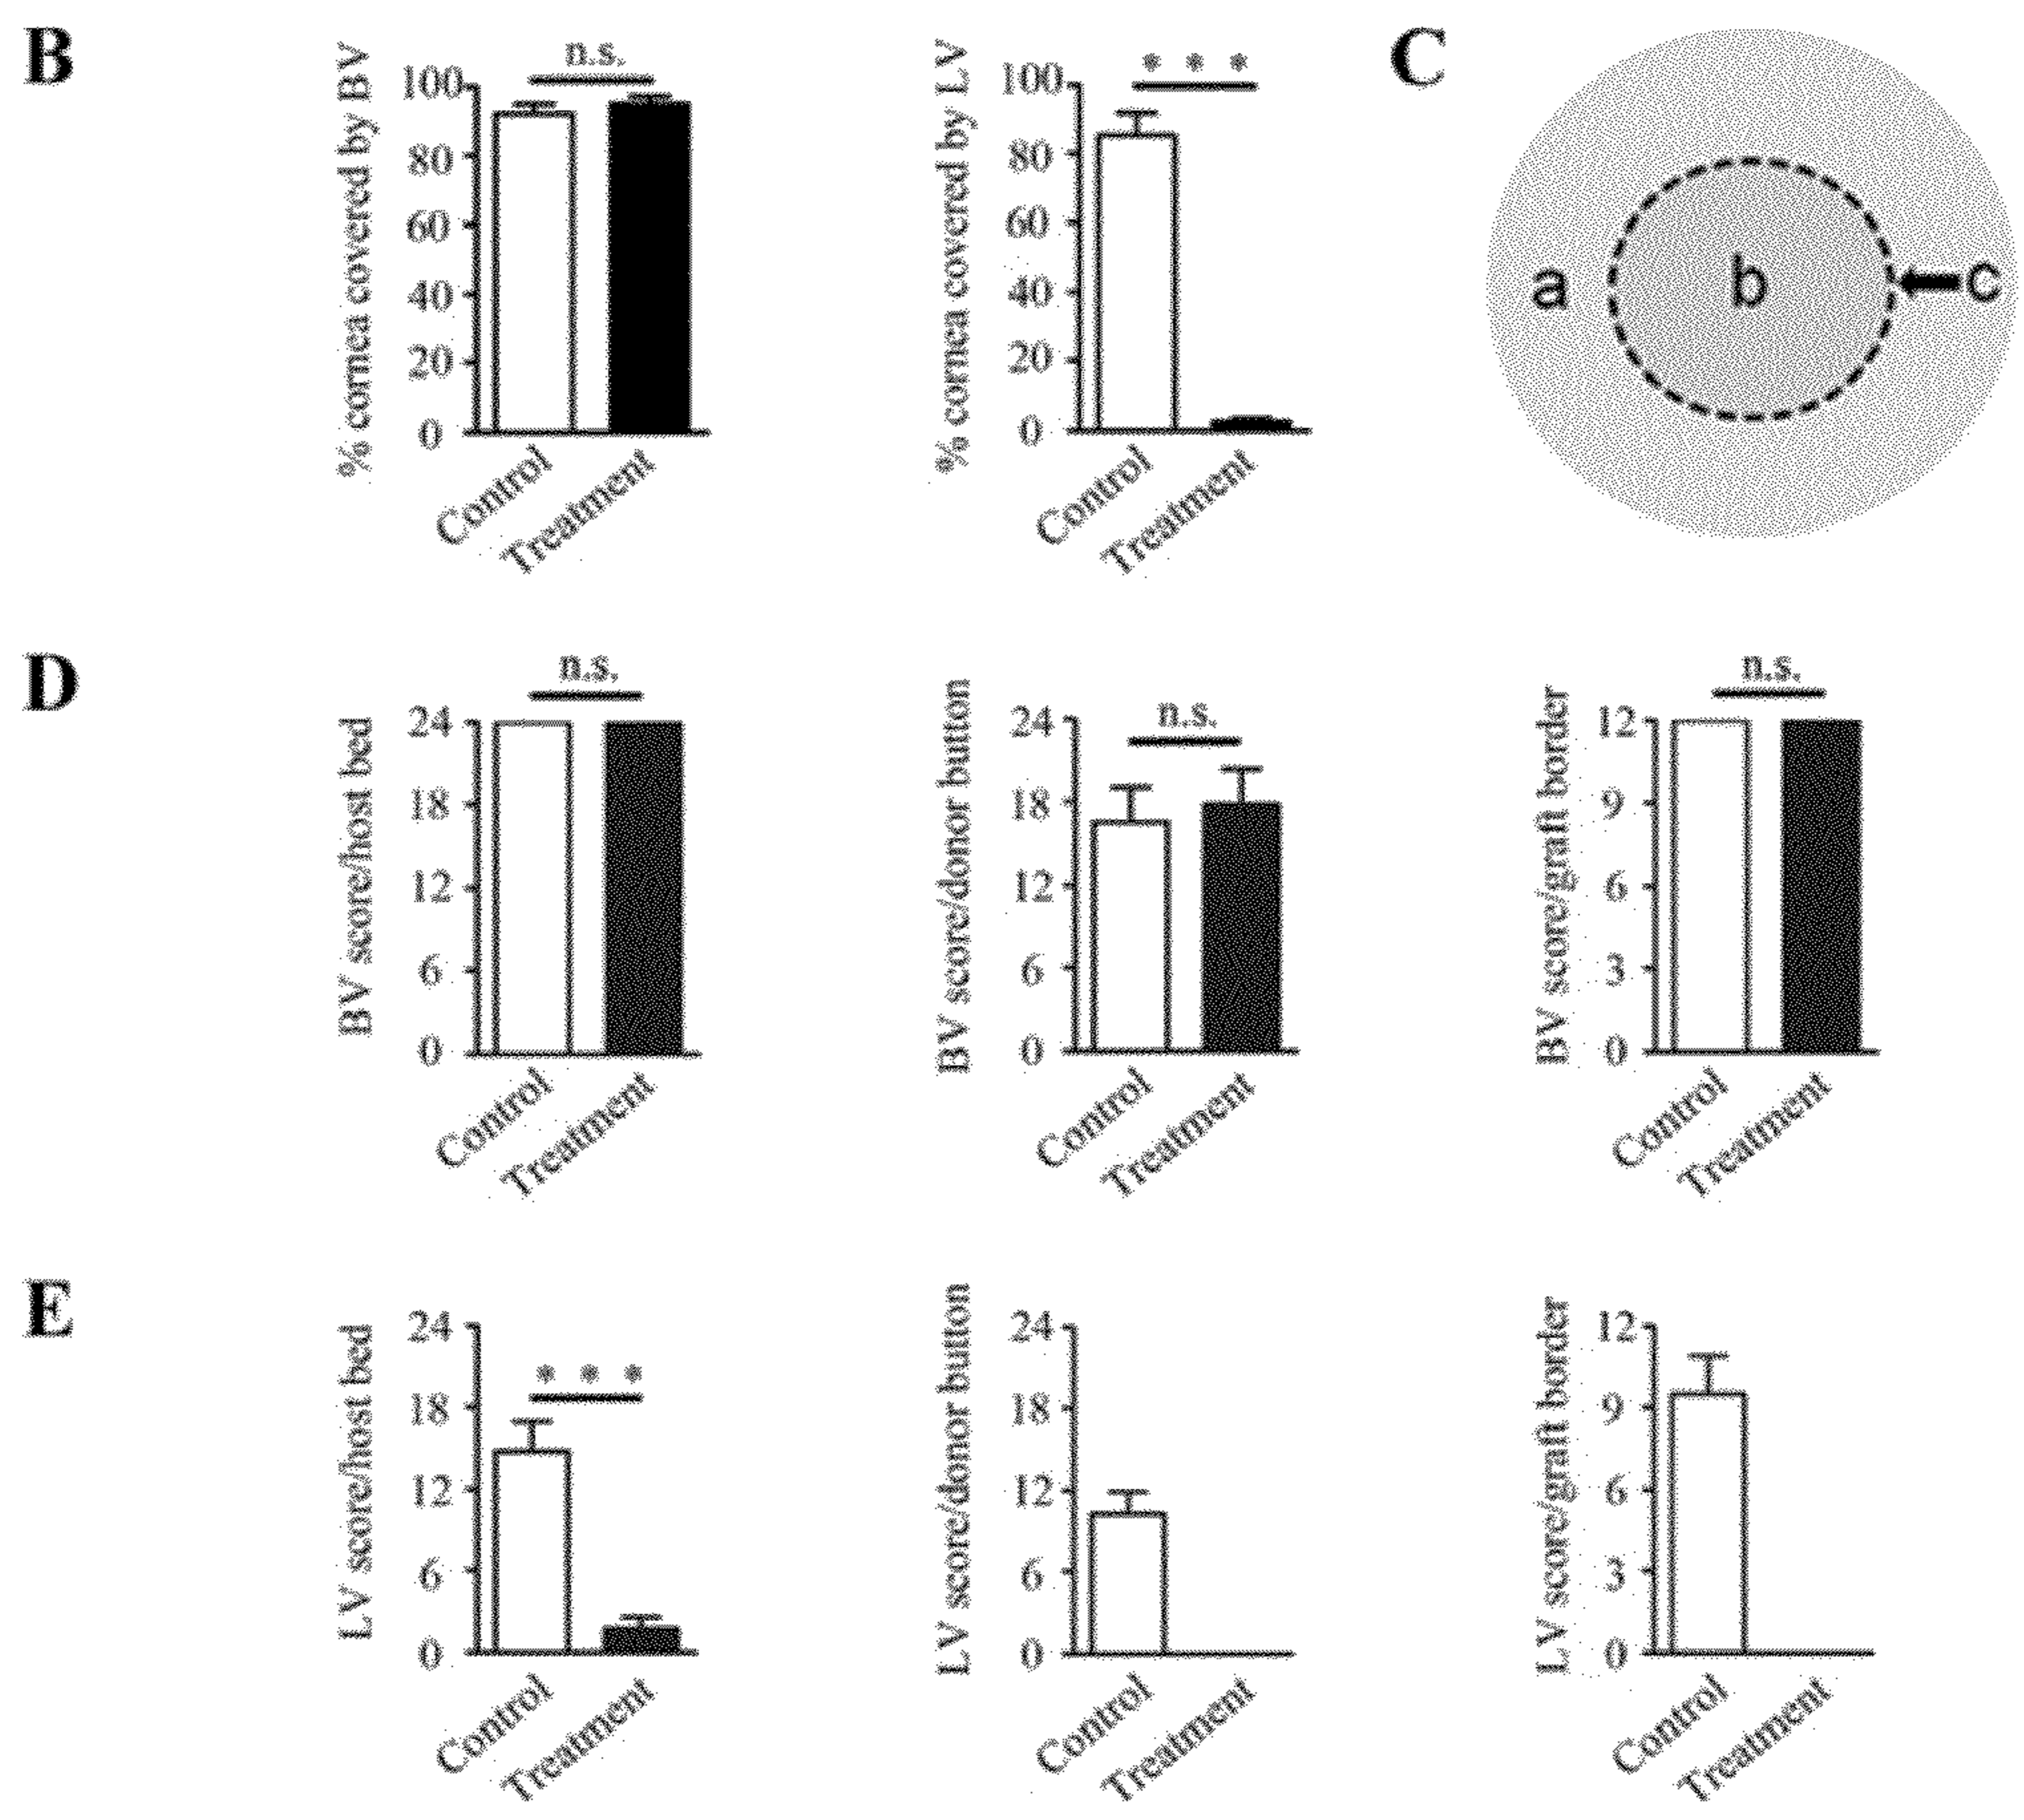 B
% cornea covered by BV
n.s.
100
80
60
40
20
0
Control
Treatment
% cornea covered by LV
* * *
100
80
60
40
20
0
Control
Treatment
C
a
b
c
D
BV score/host bed
n.s.
24
18
12
6
0
Control
Treatment
BV score/donor button
n.s.
24
18
12
6
0
Control
Treatment
BV score/graft border
n.s.
12
9
6
3
0
Control
Treatment
E
LV score/host bed
* * *
24
18
12
6
0
Control
Treatment
LV score/donor button
24
18
12
6
0
Control
Treatment
LV score/graft border
12
9
6
3
0
Control
Treatment